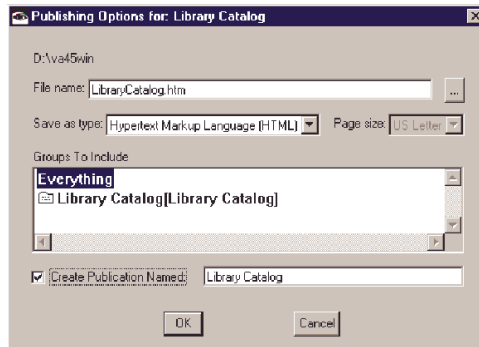 Publishing Options for: Library Catalog
D:\va45win
File name: LibraryCatalog.htm ...
Save as type: Hypertext Markup Language (HTML) Page size: US Letter
Groups To Include
Everything
Library Catalog[Library Catalog]
Create Publication Named: Library Catalog
OK Cancel